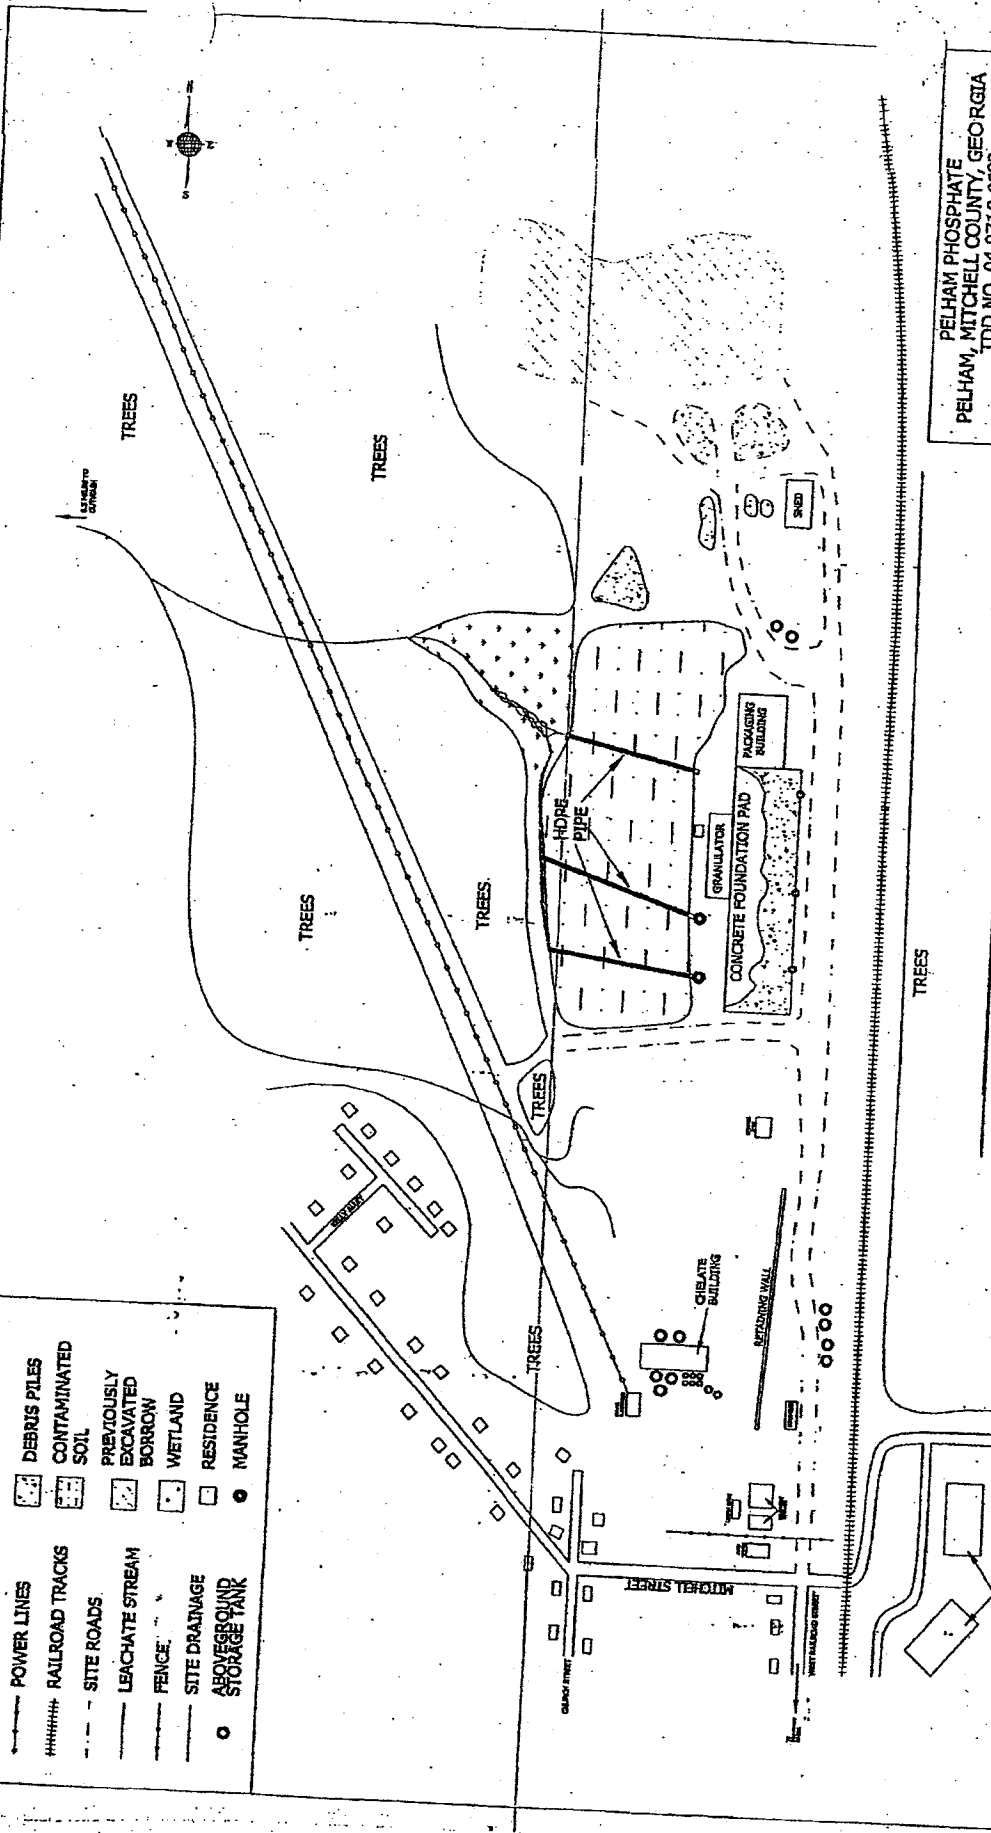 POWER LINES
RAILROAD TRACKS
SITE ROADS
LEACHATE STREAM
FENCE
SITE DRAINAGE
ABOVEGROUND
STORAGE TANK
DEBRIS PILES
CONTAMINATED
SOIL
PREVIOUSLY
EXCAVATED
BORROW
WETLAND
RESIDENCE
MANHOLE
N
S
TREES
TREES
TREES
TREES
TREES
TREES
TREES
HDPE
PIPE
GRANULATOR
CONCRETE FOUNDATION PAD
PACKAGING
BUILDING
SHED
CHELATE
BUILDING
RETAINING WALL
MITCHELL STREET
CHURCH STREET
WEST RAILROAD STREET
PELHAM PHOSPHATE
PELHAM, MITCHELL COUNTY, GEORGIA